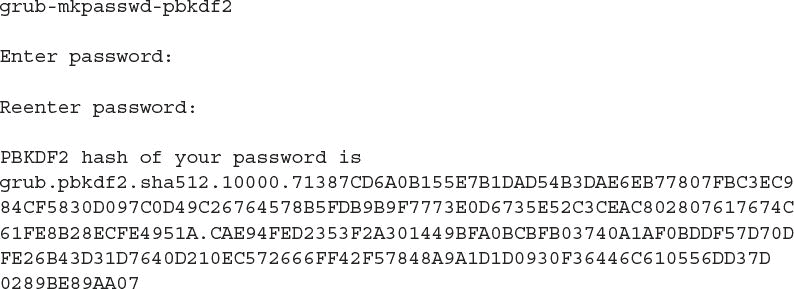 grub-mkpasswd-pbkdf2
Enter password:
Reenter password:
PBKDF2 hash of your password is
grub.pbkdf2.sha512.10000.71387CD6A0B155E7B1DAD54B3DAE6EB77807FBC3EC9
84CF5830D097C0D49C26764578B5FDB9B9F7773E0D6735E52C3CEAC802807617674C
61FE8B28ECFE4951A.CAE94FED2353F2A301449BFA0BCBFB03740A1AF0BDDF57D70D
FE26B43D31D7640D210EC572666FF42F57848A9A1D1D0930F36446C610556DD37D
0289BE89AA07